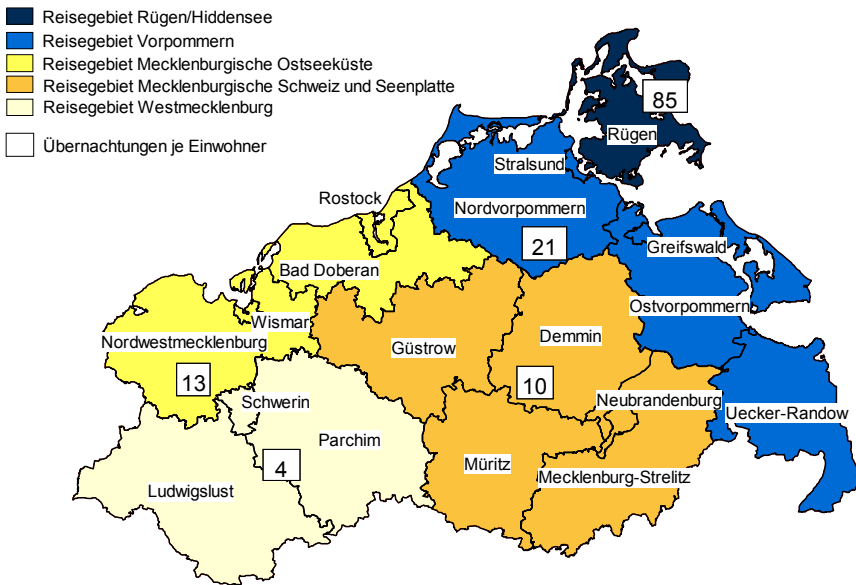 Reisegebiet Rügen/Hiddensee
Reisegebiet Vorpommern
Reisegebiet Mecklenburgische Ostseeküste
Reisegebiet Mecklenburgische Schweiz und Seenplatte
Reisegebiet Westmecklenburg
Übernachtungen je Einwohner
85
Rügen
Stralsund
Rostock
Nordvorpommern
21
Greifswald
Bad Doberan
Ostvorpommern
Wismar
Nordwestmecklenburg
Güstrow
Demmin
13
10
Schwerin
Neubrandenburg
Uecker-Randow
Parchim
4
Müritz
Mecklenburg-Strelitz
Ludwigslust